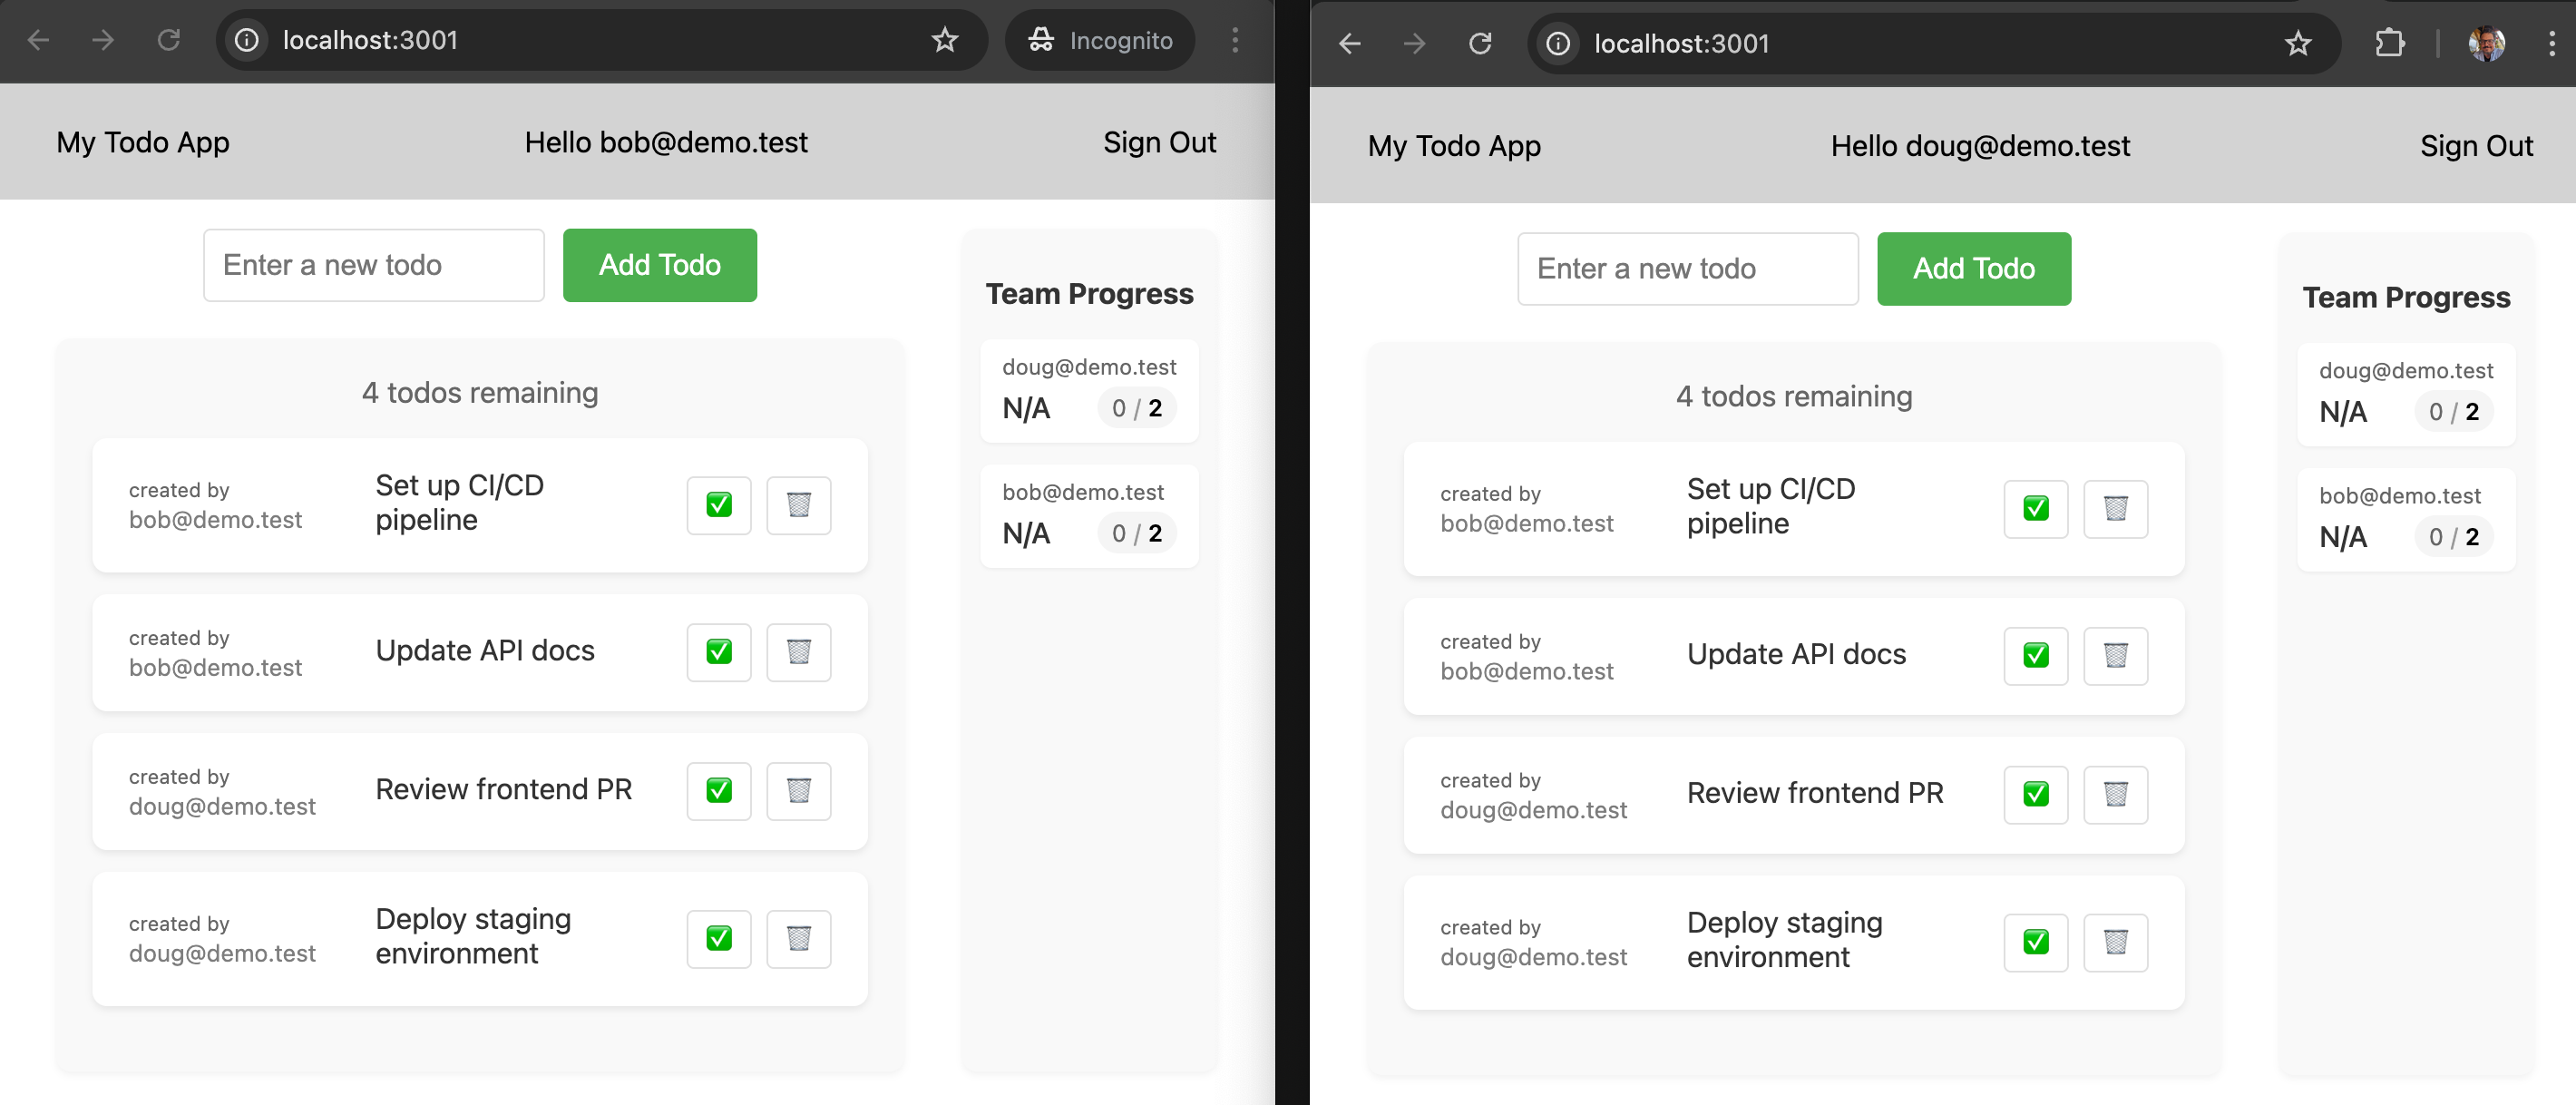 localhost:3001
Incognito
My Todo App
Hello bob@demo.test
Sign Out
Enter a new todo
Add Todo
4 todos remaining
created by
bob@demo.test
Set up CI/CD
pipeline
created by
bob@demo.test
Update API docs
created by
doug@demo.test
Review frontend PR
created by
doug@demo.test
Deploy staging
environment
Team Progress
doug@demo.test
N/A
0 / 2
bob@demo.test
N/A
0 / 2
localhost:3001
My Todo App
Hello doug@demo.test
Sign Out
Enter a new todo
Add Todo
4 todos remaining
created by
bob@demo.test
Set up CI/CD
pipeline
created by
bob@demo.test
Update API docs
created by
doug@demo.test
Review frontend PR
created by
doug@demo.test
Deploy staging
environment
Team Progress
doug@demo.test
N/A
0 / 2
bob@demo.test
N/A
0 / 2